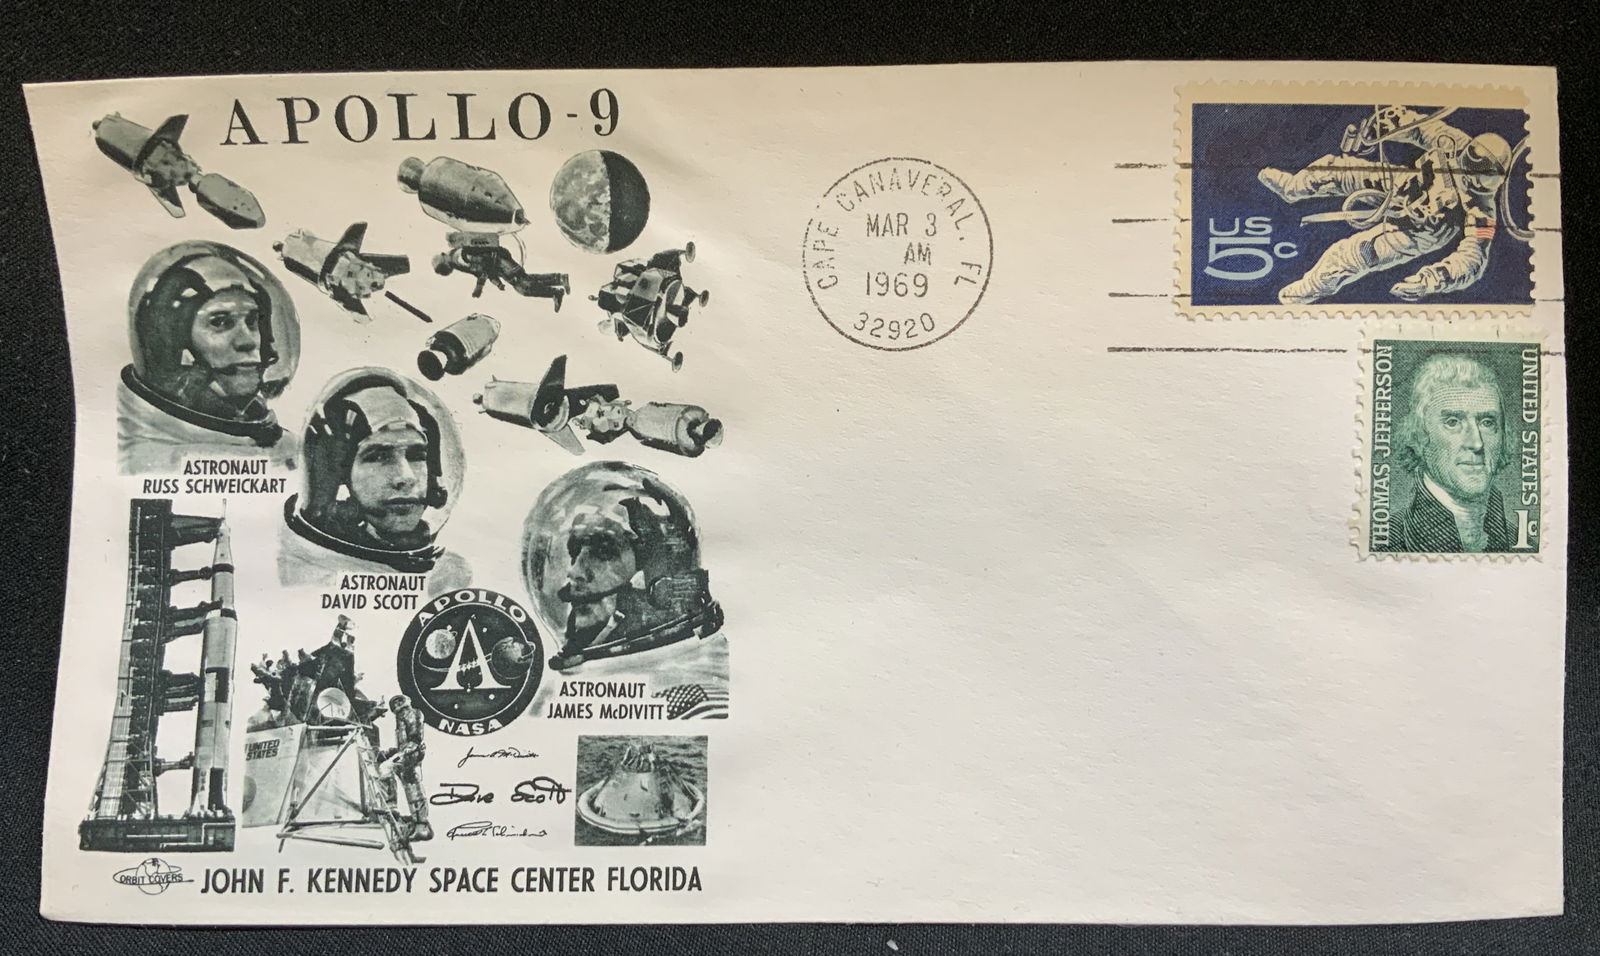 APOLLO-9
CAPE CANAVERAL, FL
MAR 3
AM
1969
32920
US
5c
THOMAS JEFFERSON
UNITED STATES
1c
ASTRONAUT
RUSS SCHWEICKART
ASTRONAUT
DAVID SCOTT
APOLLO
NASA
ASTRONAUT
JAMES McDIVITT
UNITED
STATES
Dave Scott
ORBIT COVERS
JOHN F. KENNEDY SPACE CENTER FLORIDA